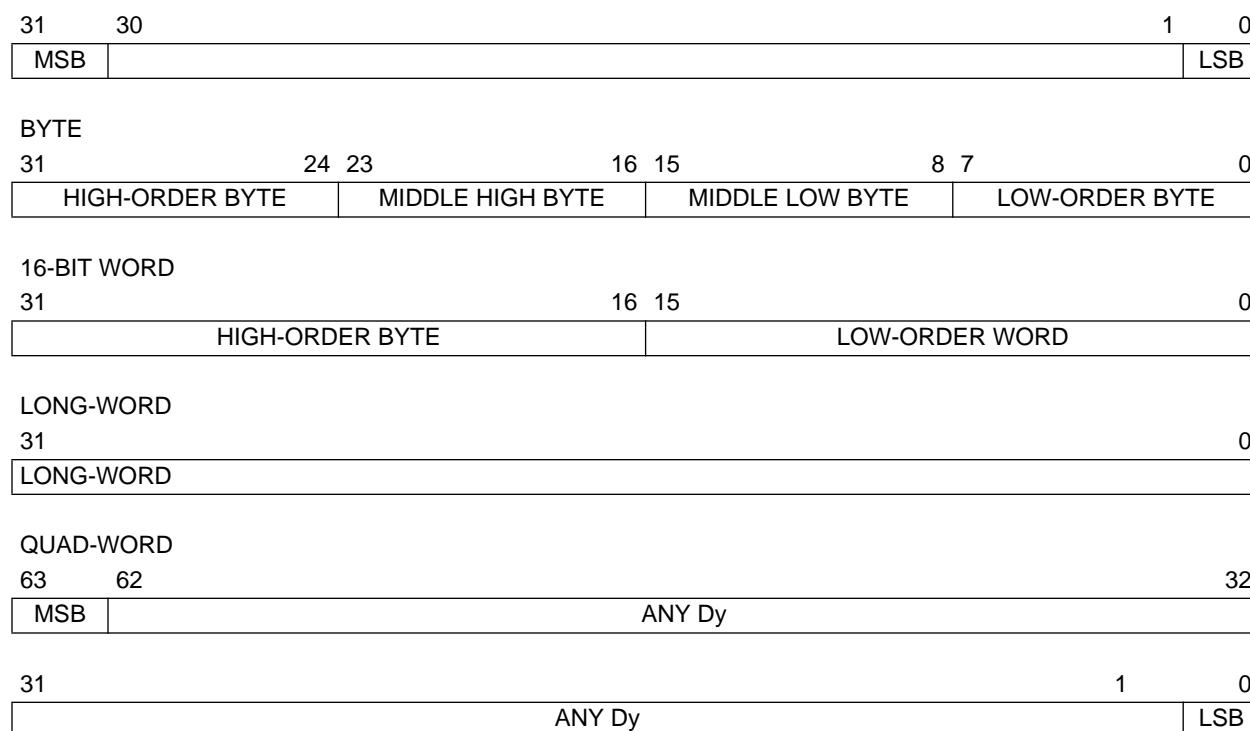 31 30 1 0
MSB LSB
BYTE
31 24 23 16 15 8 7 0
HIGH-ORDER BYTE MIDDLE HIGH BYTE MIDDLE LOW BYTE LOW-ORDER BYTE
16-BIT WORD
31 16 15 0
HIGH-ORDER BYTE LOW-ORDER WORD
LONG-WORD
31 0
LONG-WORD
QUAD-WORD
63 62 32
MSB ANY Dy
31 1 0
ANY Dy LSB